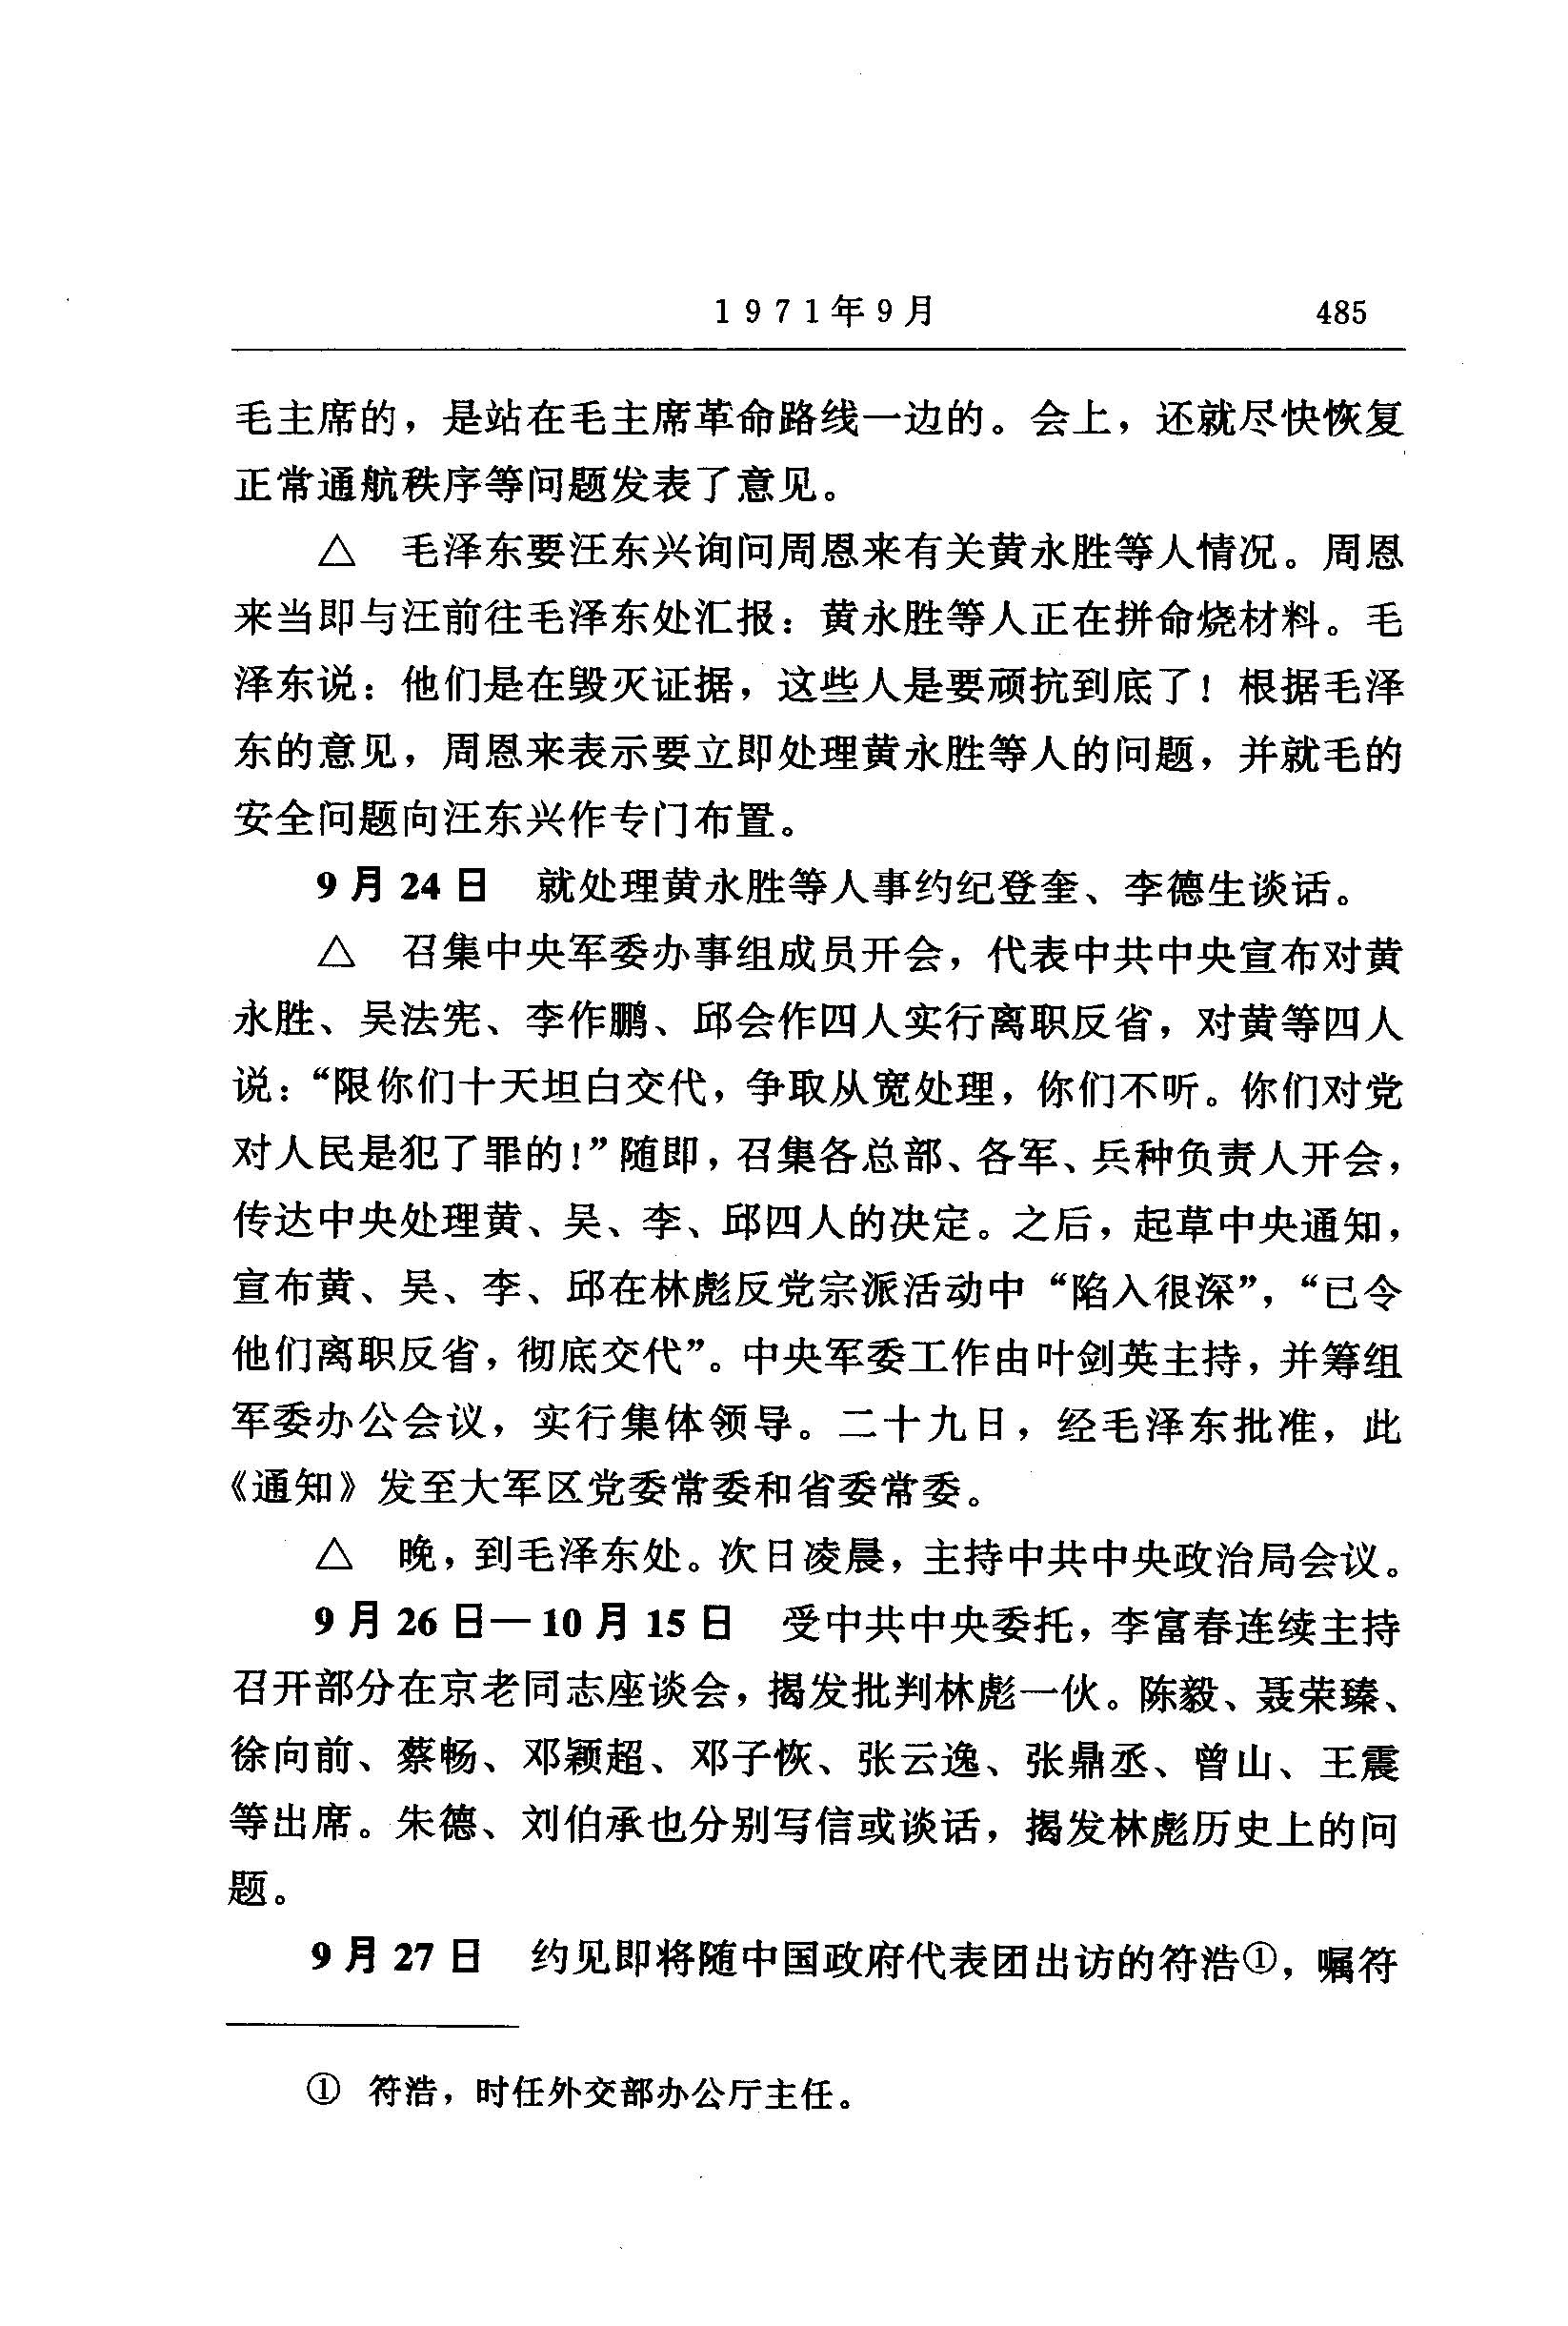 1971年9月 485
毛主席的，是站在毛主席革命路线一边的。会上，还就尽快恢复
正常通航秩序等问题发表了意见。
△ 毛泽东要汪东兴询问周恩来有关黄永胜等人情况。周恩
来当即与汪前往毛泽东处汇报：黄永胜等人正在拼命烧材料。毛
泽东说：他们是在毁灭证据，这些人是要顽抗到底了！根据毛泽
东的意见，周恩来表示要立即处理黄永胜等人的问题，并就毛的
安全问题向汪东兴作专门布置。
9月24日 就处理黄永胜等人事约纪登奎、李德生谈话。
△ 召集中央军委办事组成员开会，代表中共中央宣布对黄
永胜、吴法宪、李作鹏、邱会作四人实行离职反省，对黄等四人
说：“限你们十天坦白交代，争取从宽处理，你们不听。你们对党
对人民是犯了罪的！”随即，召集各总部、各军、兵种负责人开会，
传达中央处理黄、吴、李、邱四人的决定。之后，起草中央通知，
宣布黄、吴、李、邱在林彪反党宗派活动中“陷入很深”，“已令
他们离职反省，彻底交代”。中央军委工作由叶剑英主持，并筹组
军委办公会议，实行集体领导。二十九日，经毛泽东批准，此
《通知》发至大军区党委常委和省委常委。
△ 晚，到毛泽东处。次日凌晨，主持中共中央政治局会议。
9月26日—10月15日 受中共中央委托，李富春连续主持
召开部分在京老同志座谈会，揭发批判林彪一伙。陈毅、聂荣臻、
徐向前、蔡畅、邓颖超、邓子恢、张云逸、张鼎丞、曾山、王震
等出席。朱德、刘伯承也分别写信或谈话，揭发林彪历史上的问
题。
9月27日 约见即将随中国政府代表团出访的符浩①，嘱符
① 符浩，时任外交部办公厅主任。